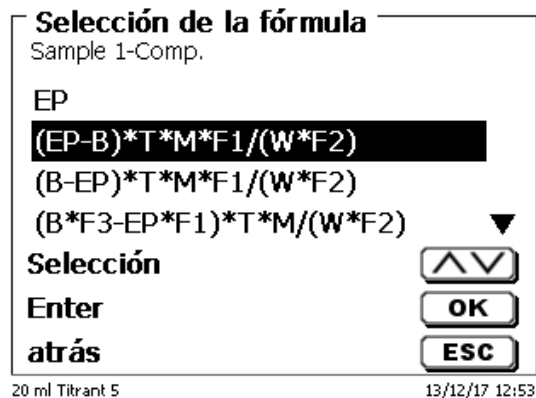 Selección de la fórmula
Sample 1-Comp.
EP
(EP-B)*T*M*F1/(W*F2)
(B-EP)*T*M*F1/(W*F2)
(B*F3-EP*F1)*T*M/(W*F2)
Selección
Enter OK
atrás ESC
20 ml Titrant 5 13/12/17 12:53